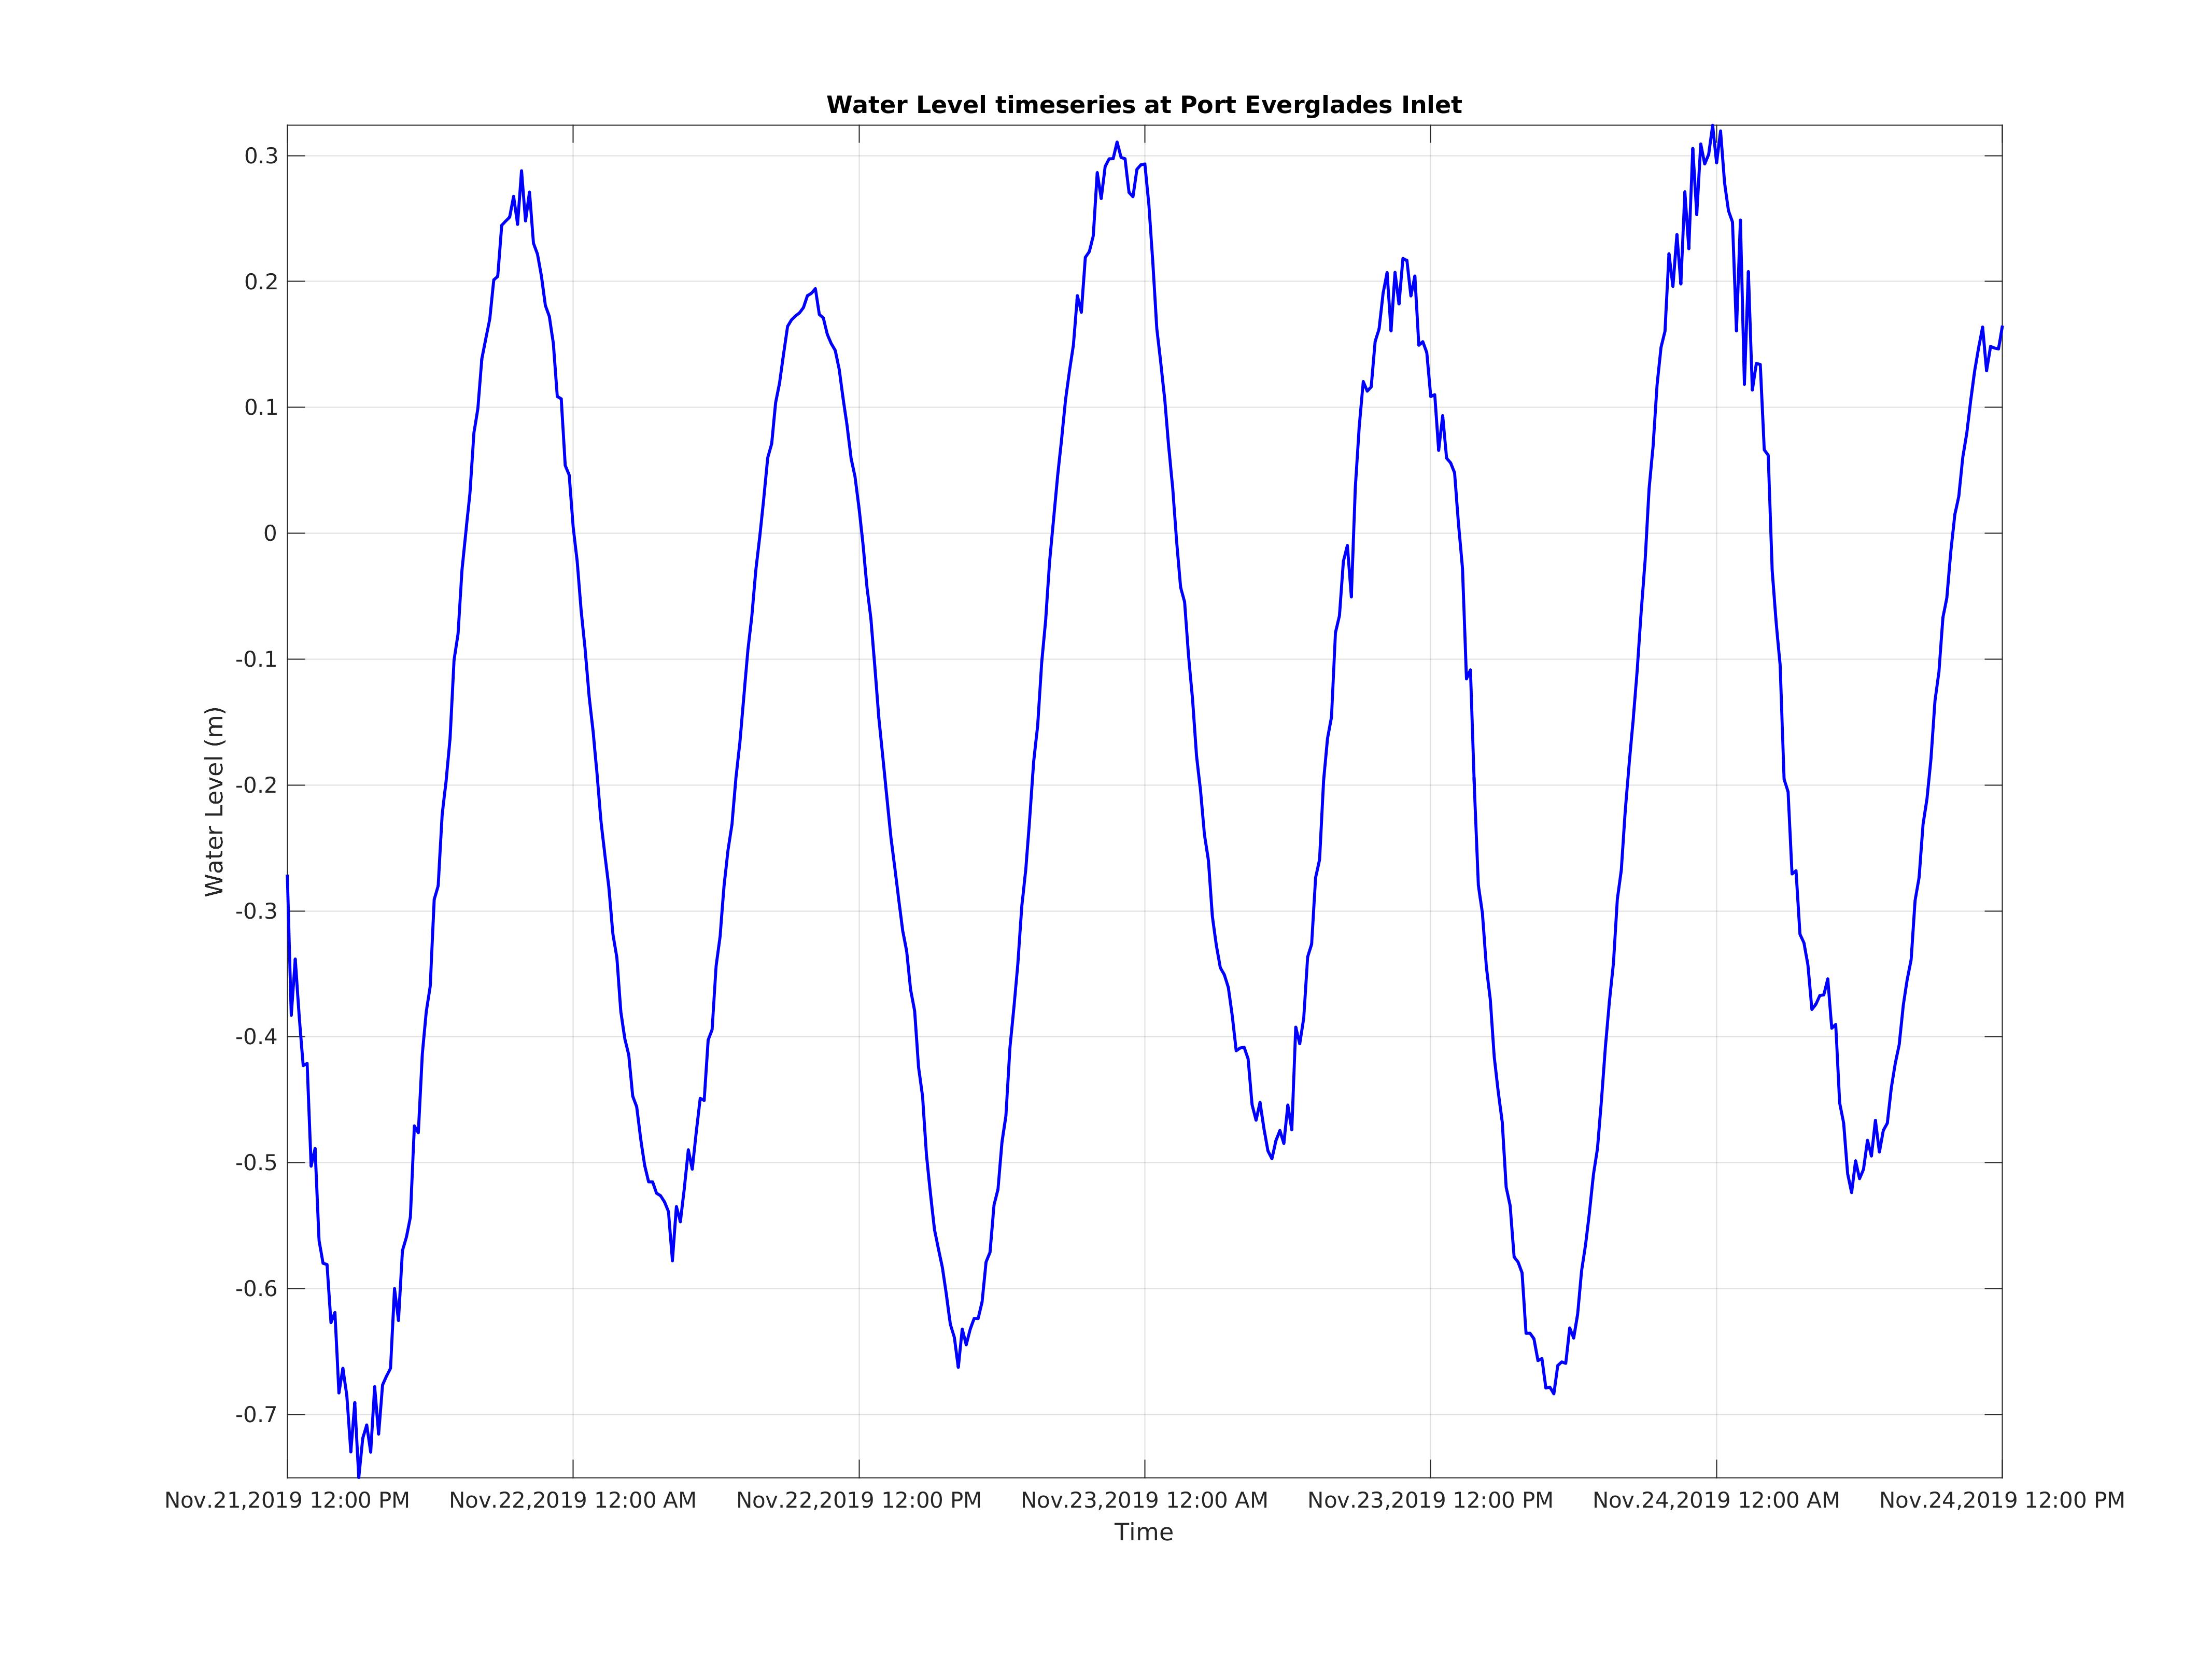 Water Level timeseries at Port Everglades Inlet
0.3
0.2
0.1
0
-0.1
-0.2
-0.3
-0.4
-0.5
-0.6
-0.7
Water Level (m)
Nov.21,2019 12:00 PM
Nov.22,2019 12:00 AM
Nov.22,2019 12:00 PM
Nov.23,2019 12:00 AM
Nov.23,2019 12:00 PM
Nov.24,2019 12:00 AM
Nov.24,2019 12:00 PM
Time